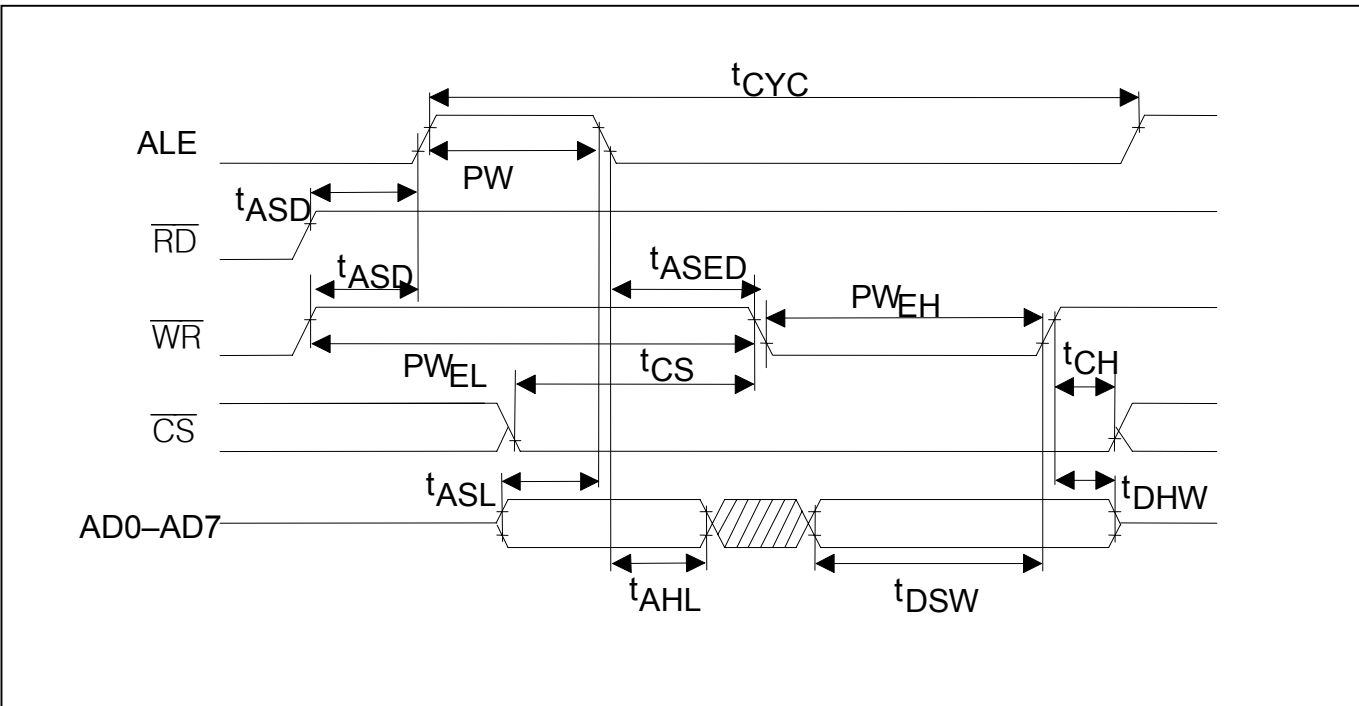 tCYC
ALE
PW
tASD
RD
tASD
tASED
PWEH
WR
PWEL
tCS
tCH
CS
tASL
tDHW
AD0–AD7
tAHL
tDSW